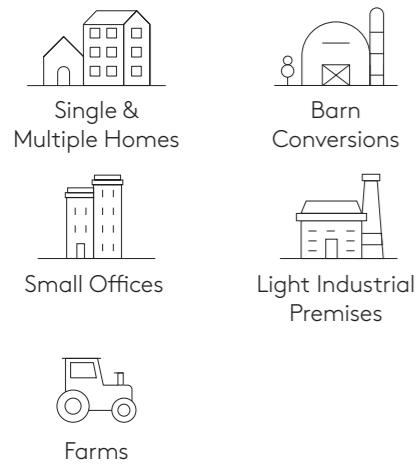 Single &
Multiple Homes
Barn
Conversions
Small Offices
Light Industrial
Premises
Farms